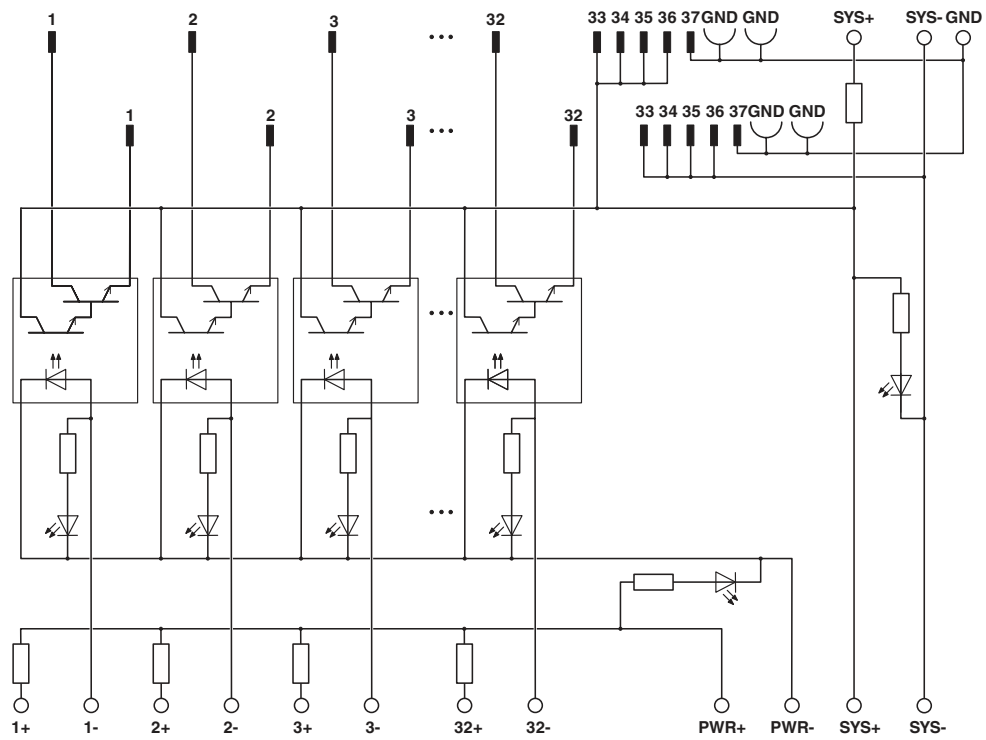 1 2 3 ... 32 33 34 35 36 37 GND GND SYS+ SYS- GND
1 2 3 ... 32 33 34 35 36 37 GND GND
...
...
1+ 1- 2+ 2- 3+ 3- 32+ 32- PWR+ PWR- SYS+ SYS-